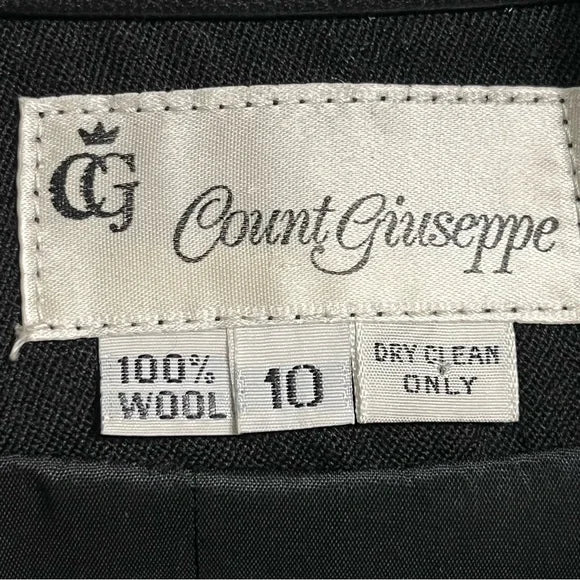 CG
Count Giuseppe
100%
WOOL
10
DRY CLEAN
ONLY